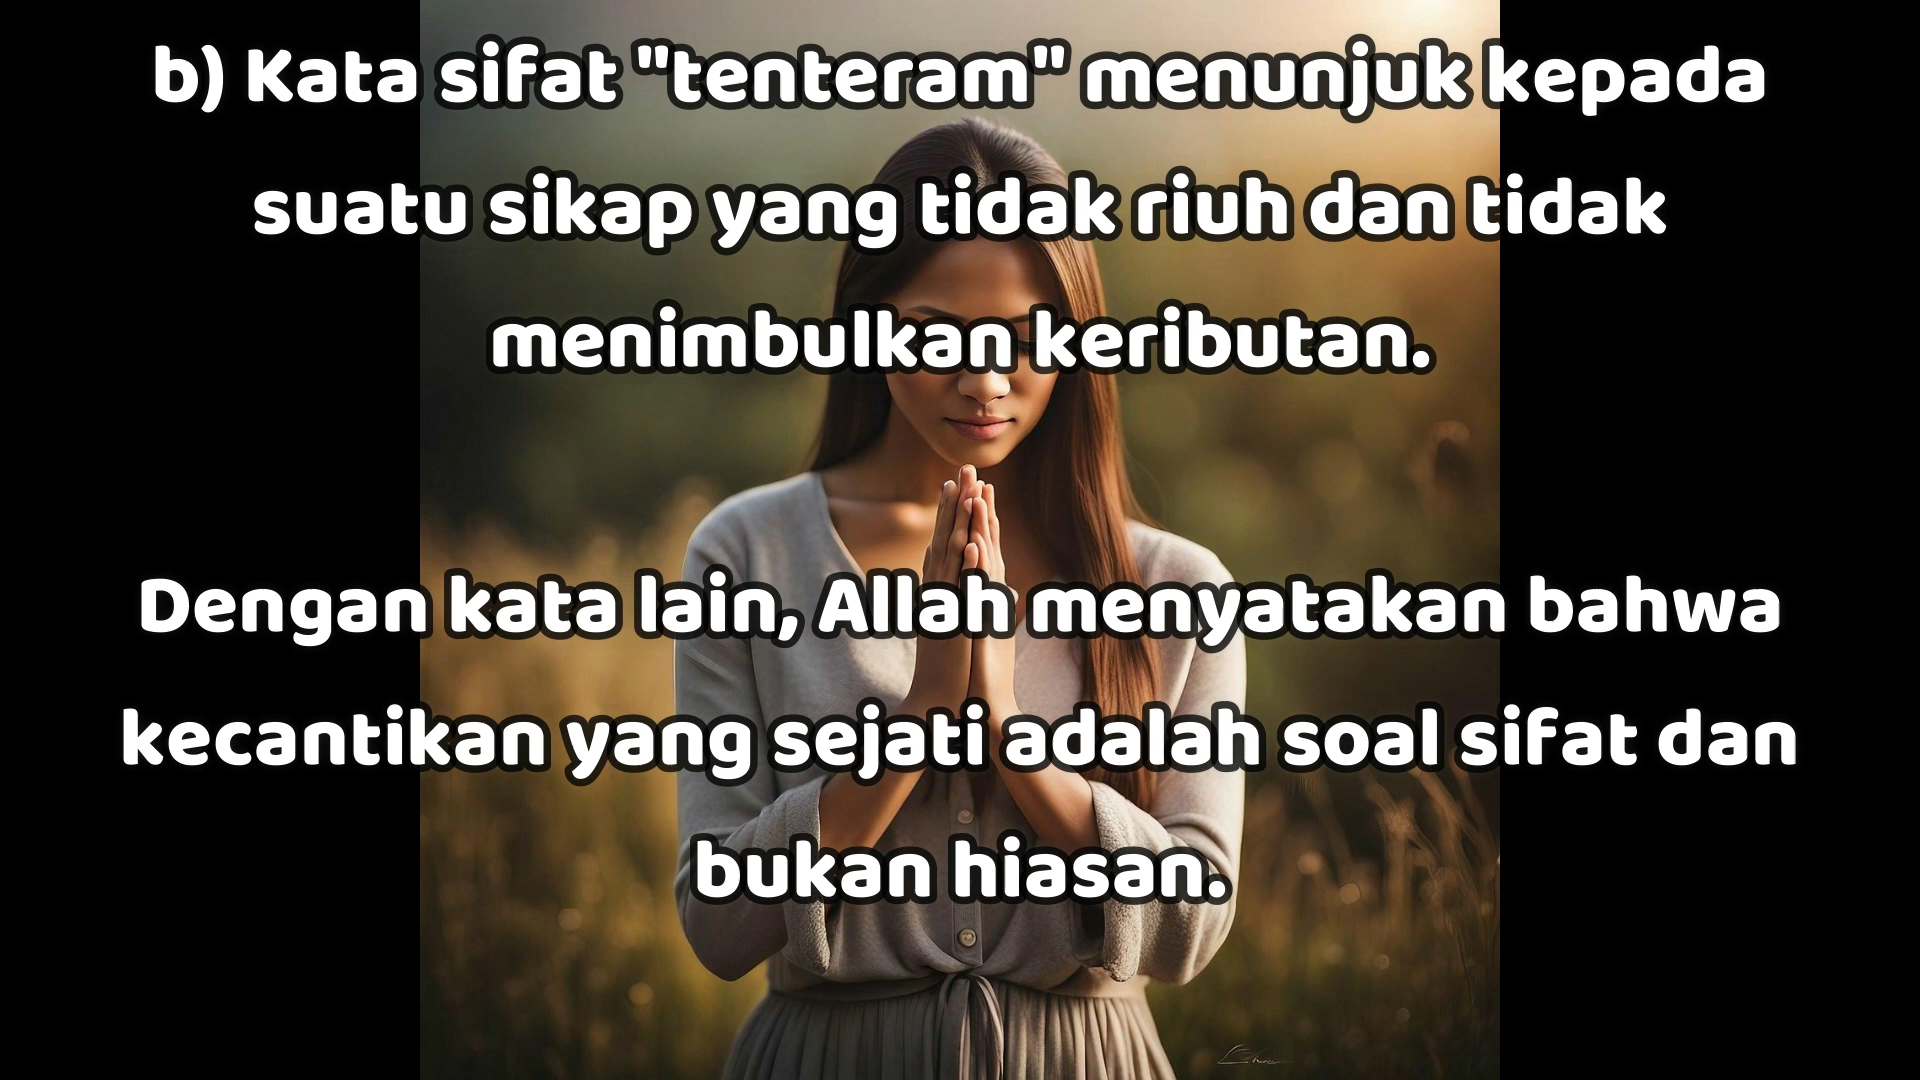 b) Kata sifat "tenteram" menunjuk kepada
suatu sikap yang tidak riuh dan tidak
menimbulkan keributan.
Dengan kata lain, Allah menyatakan bahwa
kecantikan yang sejati adalah soal sifat dan
bukan hiasan.